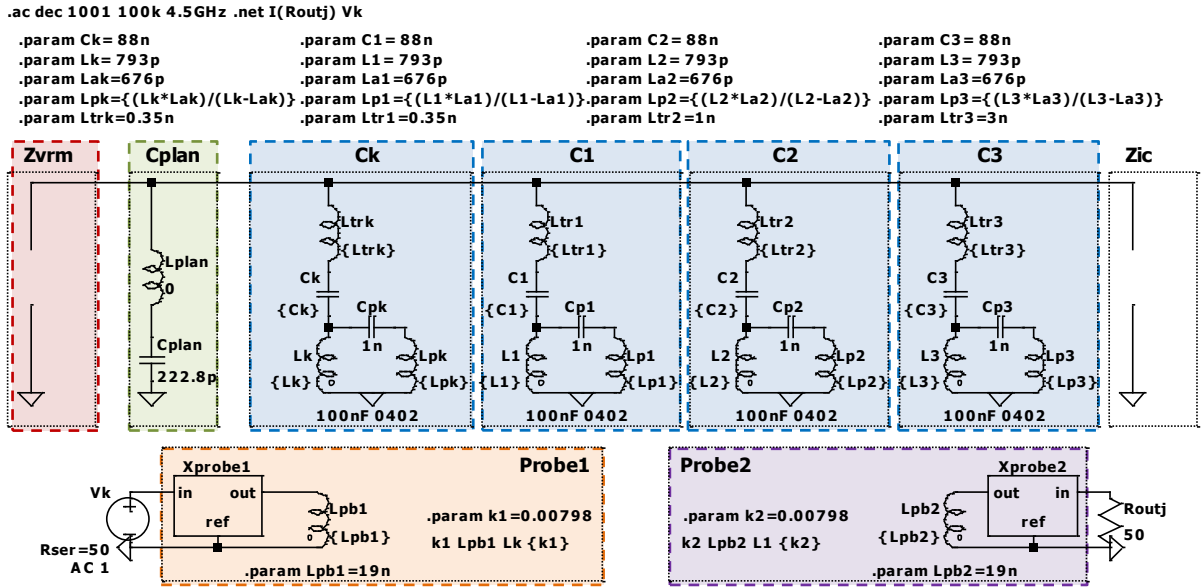 .ac dec 1001 100k 4.5GHz .net I(Routj) Vk
.param Ck= 88n .param C1= 88n .param C2= 88n .param C3= 88n
.param Lk= 793p .param L1= 793p .param L2= 793p .param L3= 793p
.param Lak=676p .param La1=676p .param La2=676p .param La3=676p
.param Lpk={(Lk*Lak)/(Lk-Lak)} .param Lp1={(L1*La1)/(L1-La1)} .param Lp2={(L2*La2)/(L2-La2)} .param Lp3={(L3*La3)/(L3-La3)}
.param Ltrk=0.35n .param Ltr1=0.35n .param Ltr2=1n .param Ltr3=3n
Zvrm Cplan Ck C1 C2 C3 Zic
Ltrk Ltr1 Ltr2 Ltr3
{Ltrk} {Ltr1} {Ltr2} {Ltr3}
Lplan
0
Ck C1 C2 C3
{Ck} {C1} {C2} {C3}
Cpk Cp1 Cp2 Cp3
1n 1n 1n 1n
Cplan
222.8p
Lk Lpk L1 Lp1 L2 Lp2 L3 Lp3
{Lk} {Lpk} {L1} {Lp1} {L2} {Lp2} {L3} {Lp3}
100nF 0402 100nF 0402 100nF 0402 100nF 0402
Xprobe1 Probe1 Probe2 Xprobe2
Vk in out Lpb1 Lpb2 out in Routj
ref ref
.param k1=0.00798 .param k2=0.00798
{Lpb1} {Lpb2} 50
Rser=50 k1 Lpb1 Lk {k1} k2 Lpb2 L1 {k2}
AC 1 .param Lpb1=19n .param Lpb2=19n